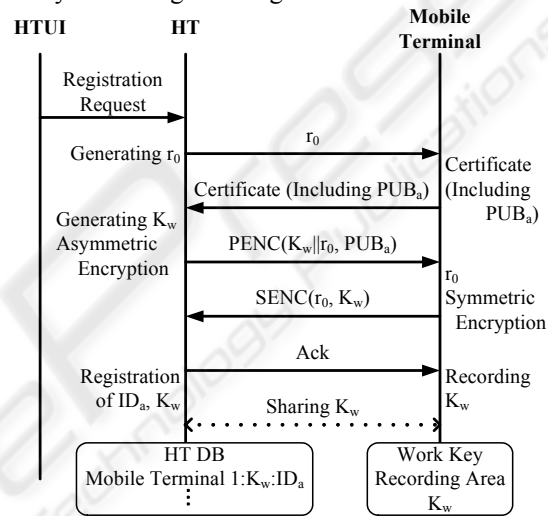 HTUI
HT
Mobile
Terminal
Registration
Request
Generating r0
r0
Certificate
(Including
PUBa)
Certificate (Including PUBa)
Generating Kw
Asymmetric
Encryption
PENC(Kw||r0, PUBa)
r0
Symmetric
Encryption
SENC(r0, Kw)
Ack
Registration
of IDa, Kw
Recording
Kw
Sharing Kw
HT DB
Mobile Terminal 1:Kw:IDa
⋮
Work Key
Recording Area
Kw